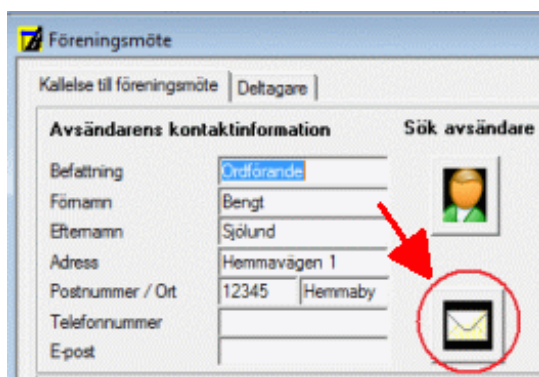 Föreningsmöte
Kallelse till föreningsmöte Deltagare
Avsändarens kontaktinformation Sök avsändare
Befattning Ordförande
Förnamn Bengt
Efternamn Sjölund
Adress Hemmavägen 1
Postnummer / Ort 12345 Hemmaby
Telefonnummer
E-post